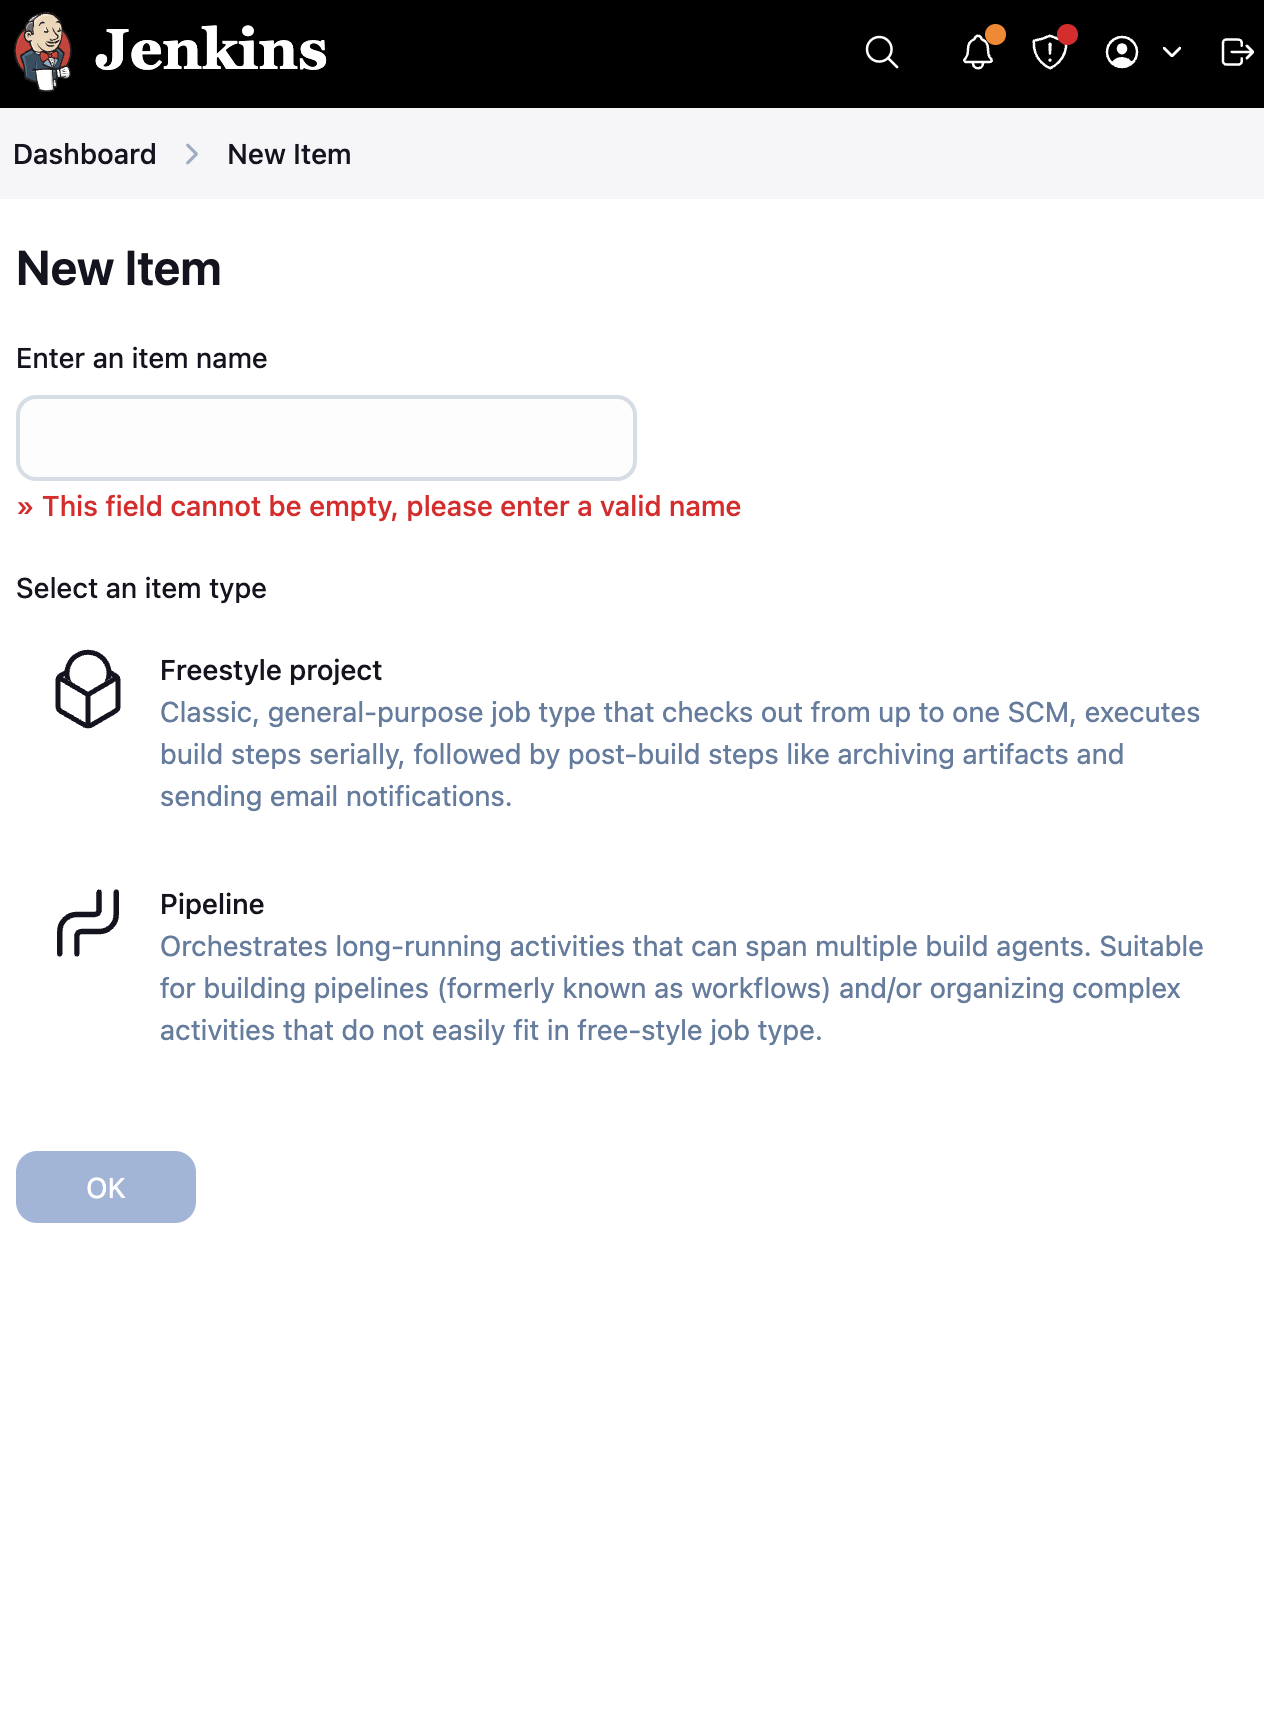 Jenkins
Dashboard
New Item
New Item
Enter an item name
» This field cannot be empty, please enter a valid name
Select an item type
Freestyle project
Classic, general-purpose job type that checks out from up to one SCM, executes
build steps serially, followed by post-build steps like archiving artifacts and
sending email notifications.
Pipeline
Orchestrates long-running activities that can span multiple build agents. Suitable
for building pipelines (formerly known as workflows) and/or organizing complex
activities that do not easily fit in free-style job type.
OK